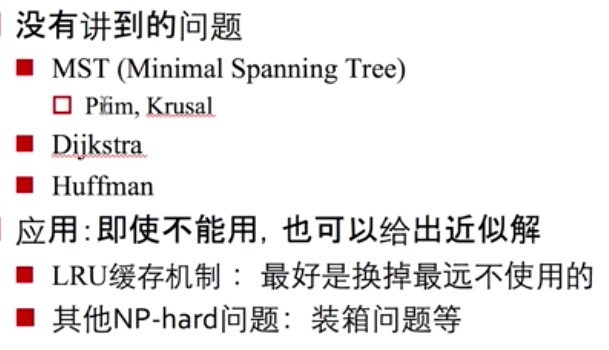 没有讲到的问题
MST (Minimal Spanning Tree)
Prim, Krusal
Dijkstra
Huffman
应用:即使不能用，也可以给出近似解
LRU缓存机制：最好是换掉最远不使用的
其他NP-hard问题：装箱问题等